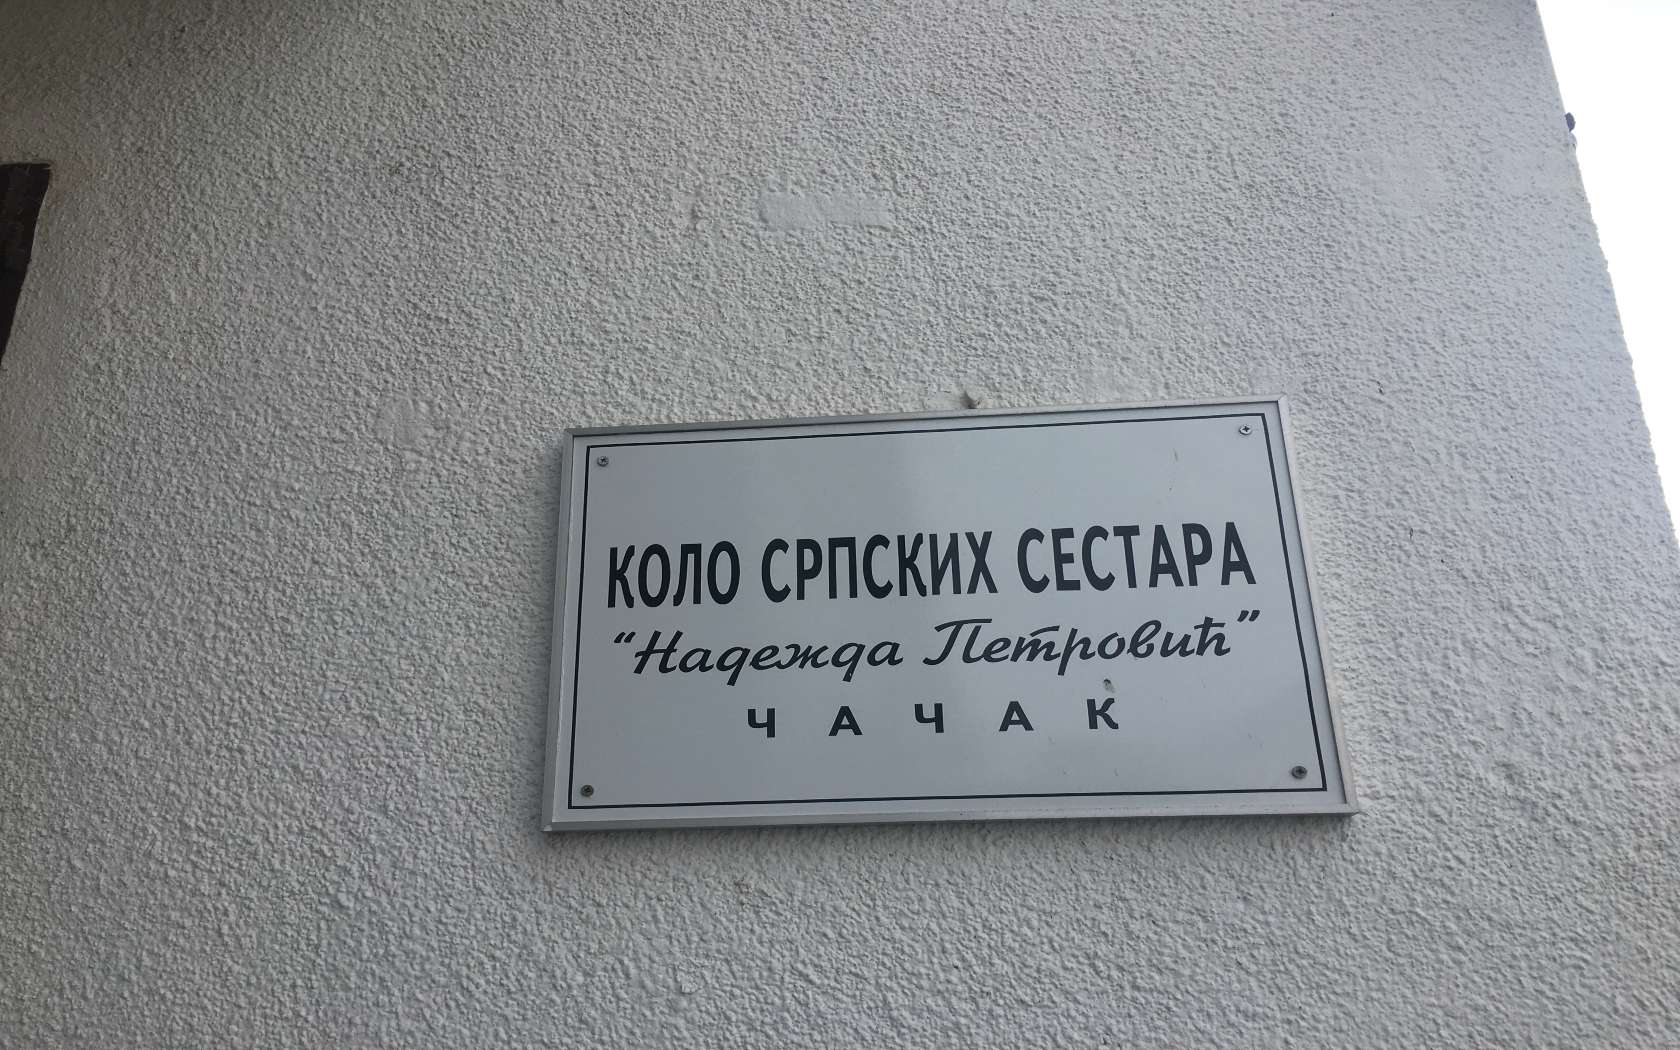 КОЛО СРПСКИХ СЕСТАРА
“Надежда Петровић”
ЧАЧАК